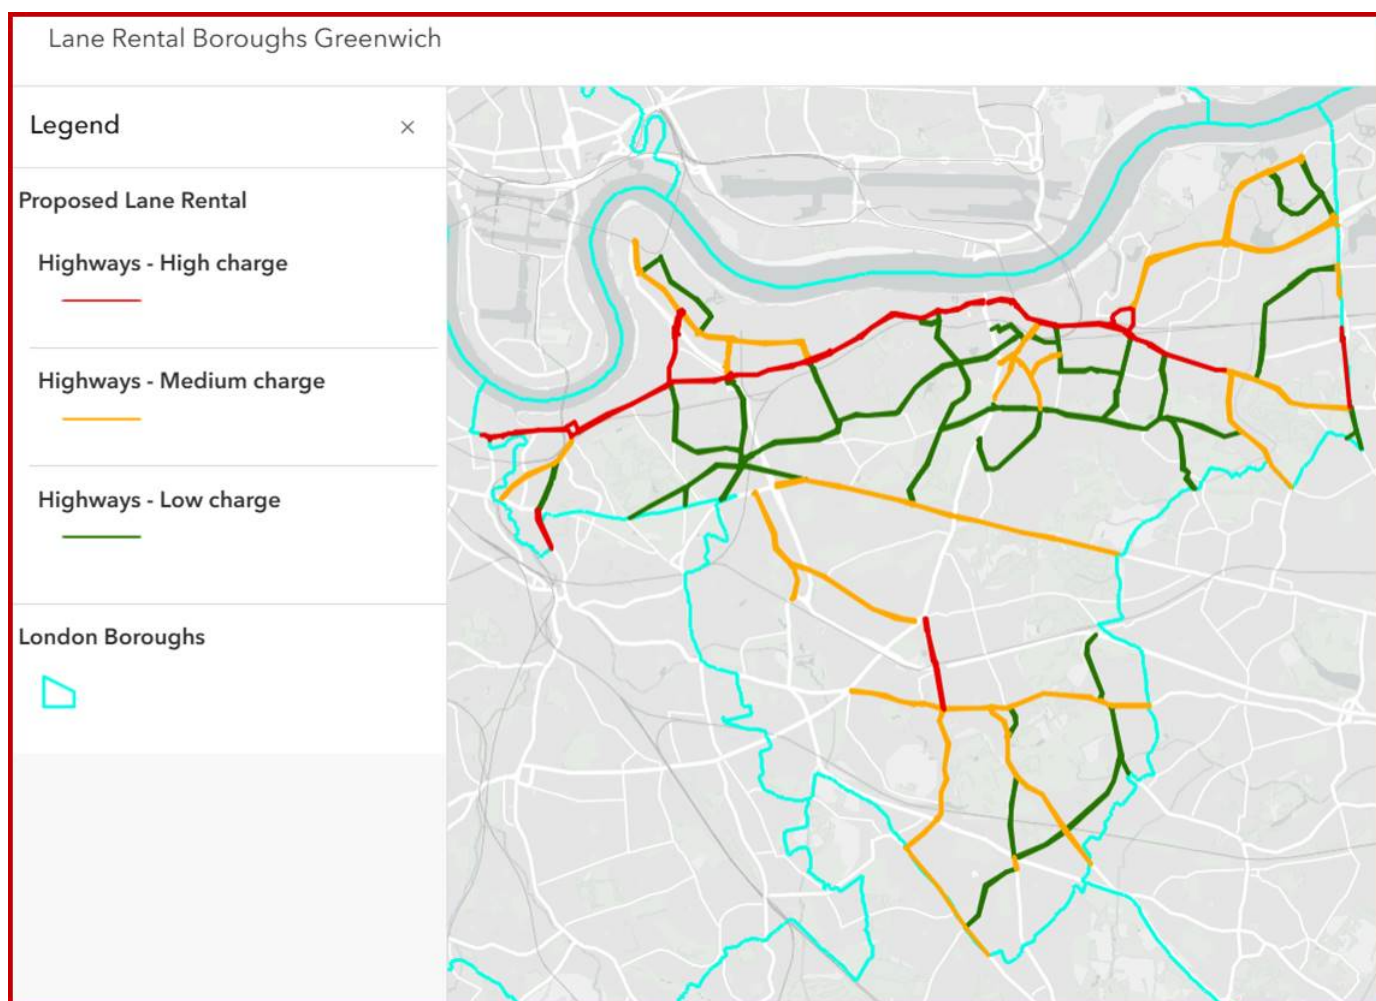 Lane Rental Boroughs Greenwich
Legend
Proposed Lane Rental
Highways - High charge
Highways - Medium charge
Highways - Low charge
London Boroughs